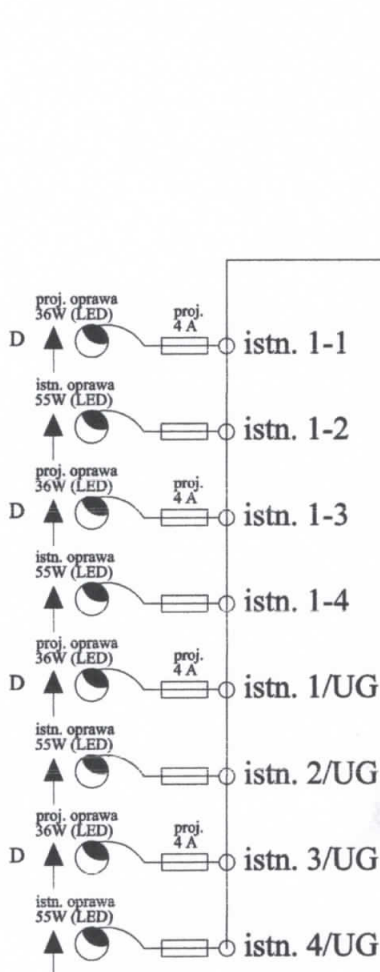 proj. oprawa
36W (LED)
proj.
4 A
D
istn. 1-1
istn. oprawa
55W (LED)
istn. 1-2
proj. oprawa
36W (LED)
proj.
4 A
D
istn. 1-3
istn. oprawa
55W (LED)
istn. 1-4
proj. oprawa
36W (LED)
proj.
4 A
D
istn. 1/UG
istn. oprawa
55W (LED)
istn. 2/UG
proj. oprawa
36W (LED)
proj.
4 A
D
istn. 3/UG
istn. oprawa
55W (LED)
istn. 4/UG